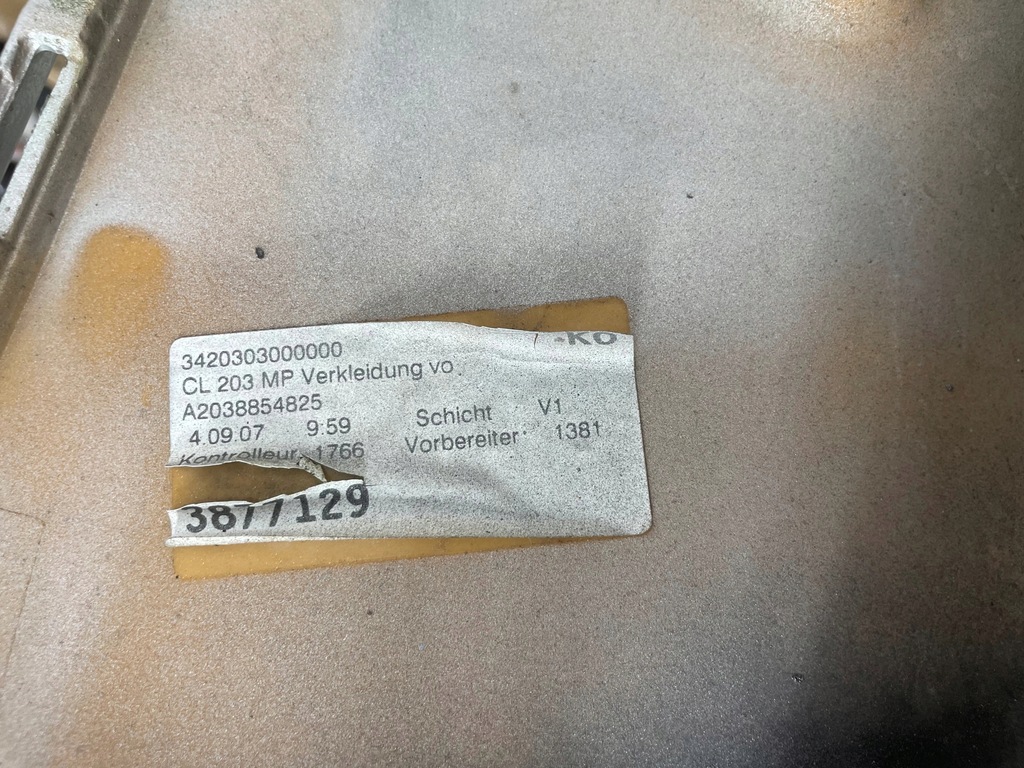 -KO
3420303000000
CL 203 MP Verkleidung vo.
A2038854825
4.09.07 9:59 Schicht V1
Kontrolleur. 1766 Vorbereiter 1381
3877129